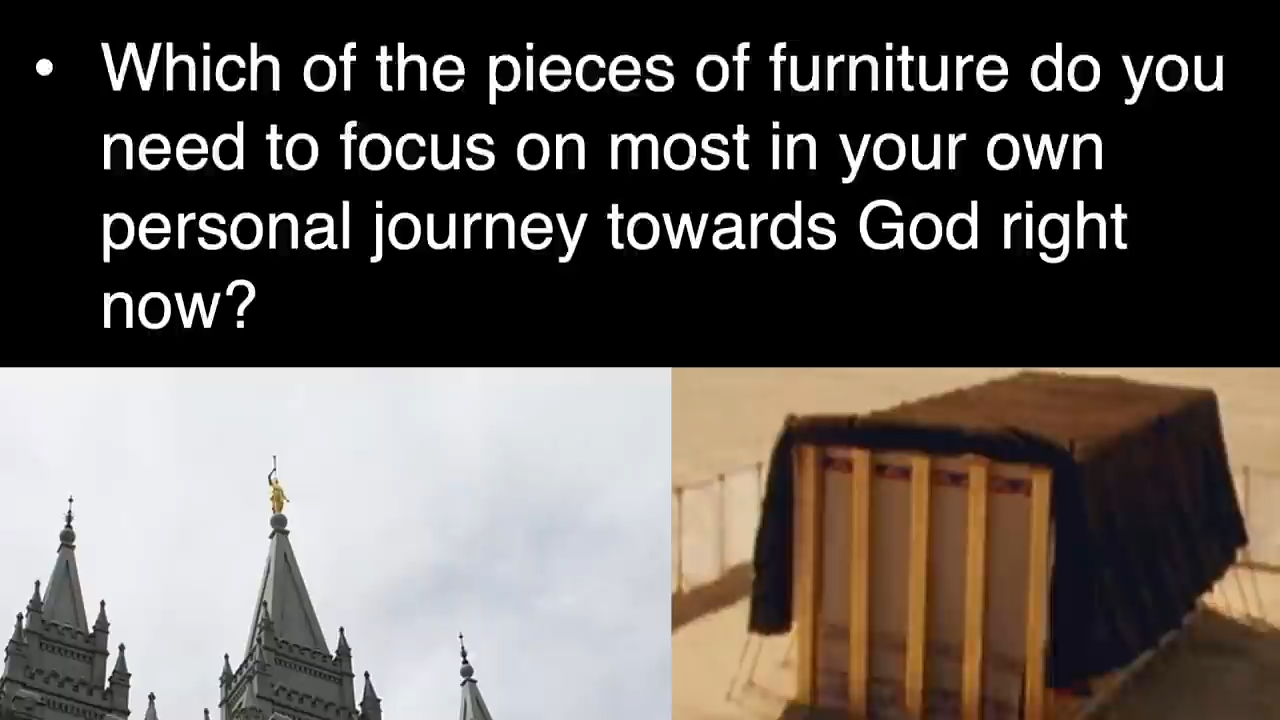 • Which of the pieces of furniture do you
need to focus on most in your own
personal journey towards God right
now?